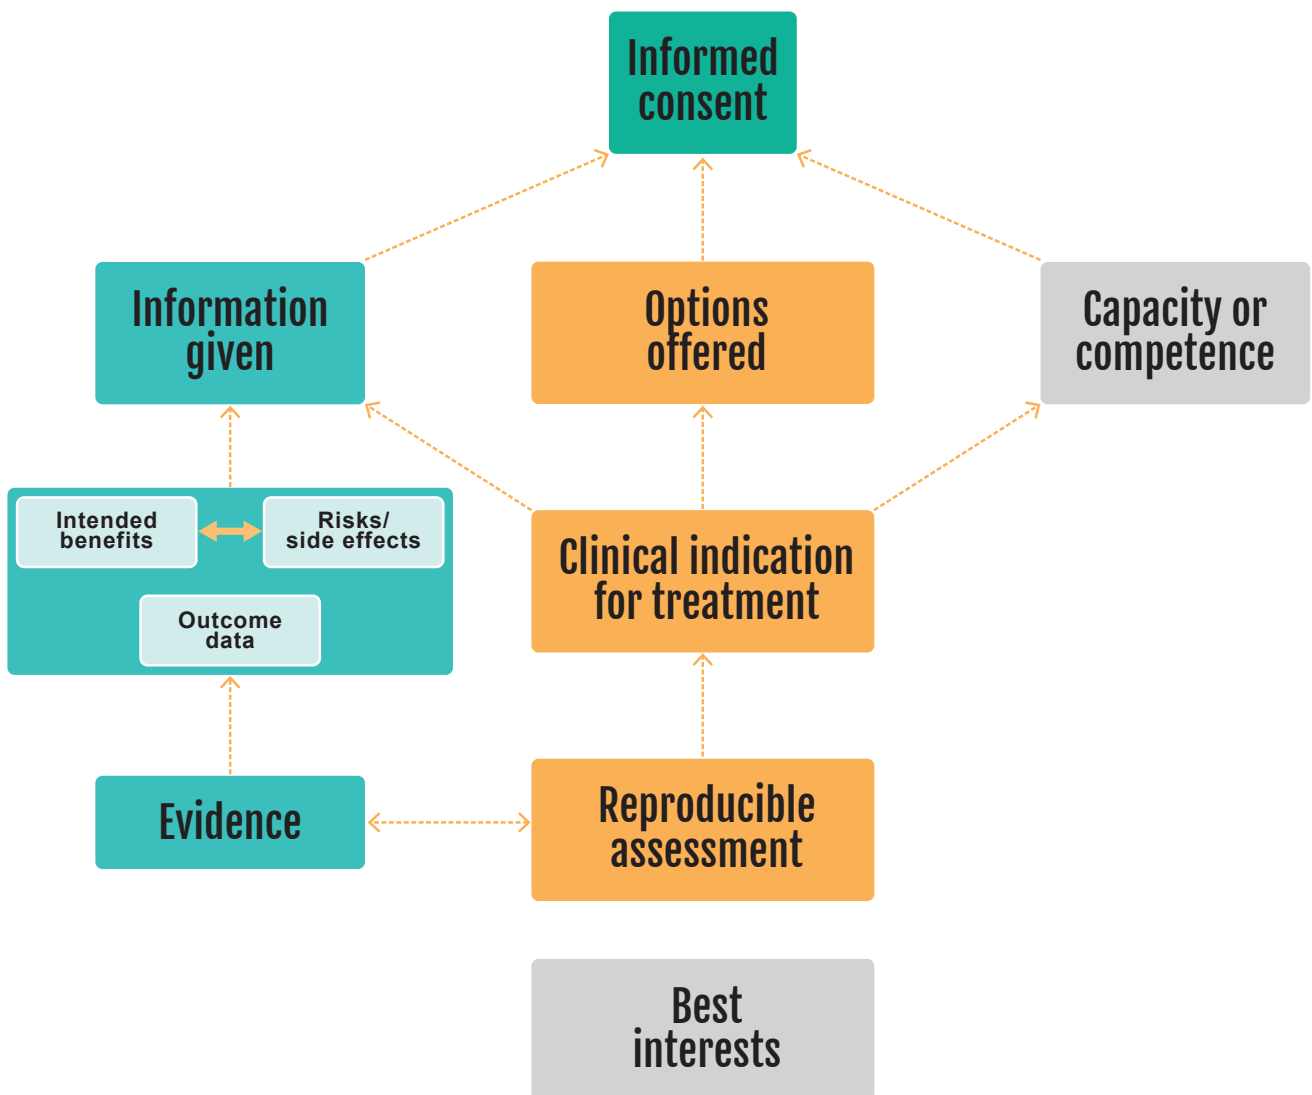 Informed
consent
Information
given
Options
offered
Capacity or
competence
Intended
benefits
Risks/
side effects
Outcome
data
Clinical indication
for treatment
Evidence
Reproducible
assessment
Best
interests